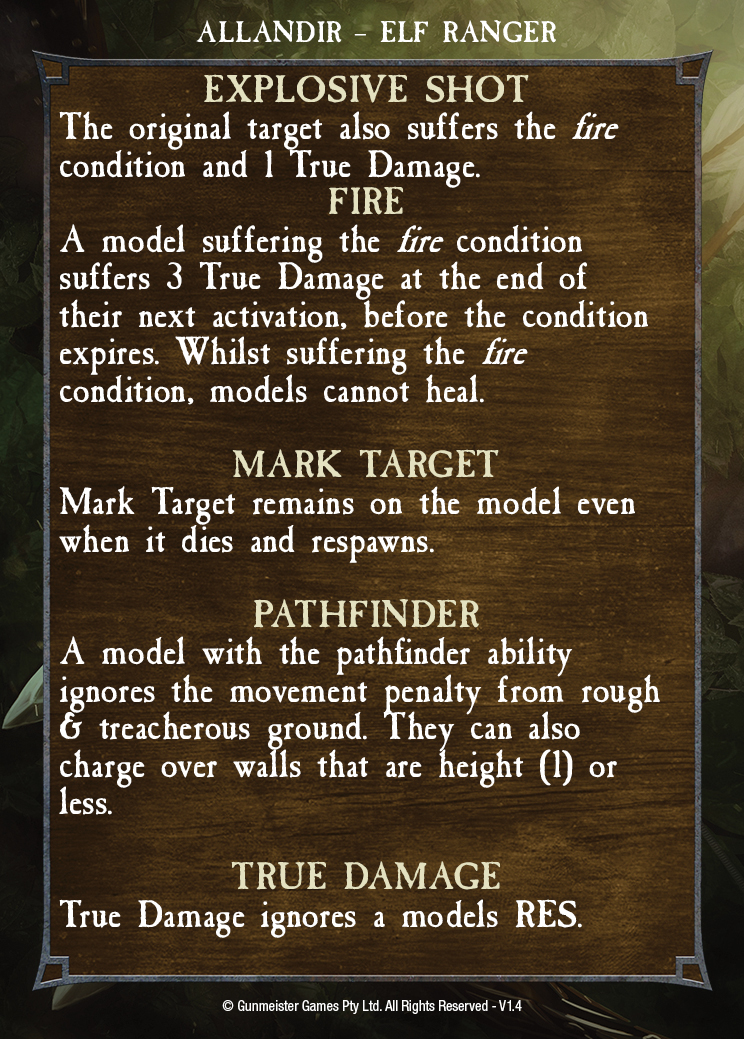 ALLANDIR – ELF RANGER
EXPLOSIVE SHOT
The original target also suffers the fire
condition and 1 True Damage.
FIRE
A model suffering the fire condition
suffers 3 True Damage at the end of
their next activation, before the condition
expires. Whilst suffering the fire
condition, models cannot heal.
MARK TARGET
Mark Target remains on the model even
when it dies and respawns.
PATHFINDER
A model with the pathfinder ability
ignores the movement penalty from rough
& treacherous ground. They can also
charge over walls that are height (1) or
less.
TRUE DAMAGE
True Damage ignores a models RES.
© Gunmeister Games Pty Ltd. All Rights Reserved - V1.4